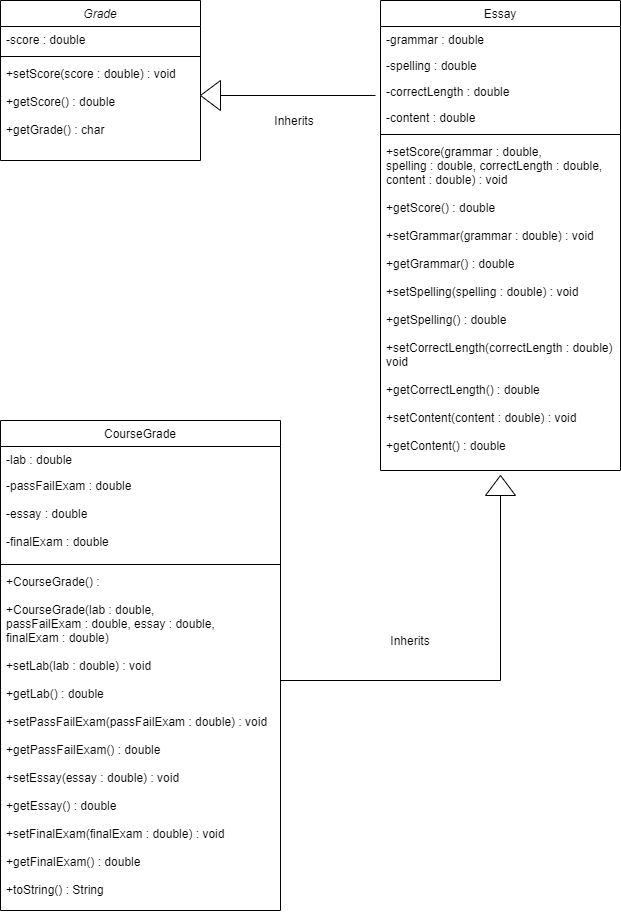 Grade
-score : double
+setScore(score : double) : void
+getScore() : double
+getGrade() : char
Inherits
Essay
-grammar : double
-spelling : double
-correctLength : double
-content : double
+setScore(grammar : double,
spelling : double, correctLength : double,
content : double) : void
+getScore() : double
+setGrammar(grammar : double) : void
+getGrammar() : double
+setSpelling(spelling : double) : void
+getSpelling() : double
+setCorrectLength(correctLength : double)
void
+getCorrectLength() : double
+setContent(content : double) : void
+getContent() : double
CourseGrade
-lab : double
-passFailExam : double
-essay : double
-finalExam : double
+CourseGrade() :
+CourseGrade(lab : double,
passFailExam : double, essay : double,
finalExam : double)
+setLab(lab : double) : void
+getLab() : double
+setPassFailExam(passFailExam : double) : void
+getPassFailExam() : double
+setEssay(essay : double) : void
+getEssay() : double
+setFinalExam(finalExam : double) : void
+getFinalExam() : double
+toString() : String
Inherits